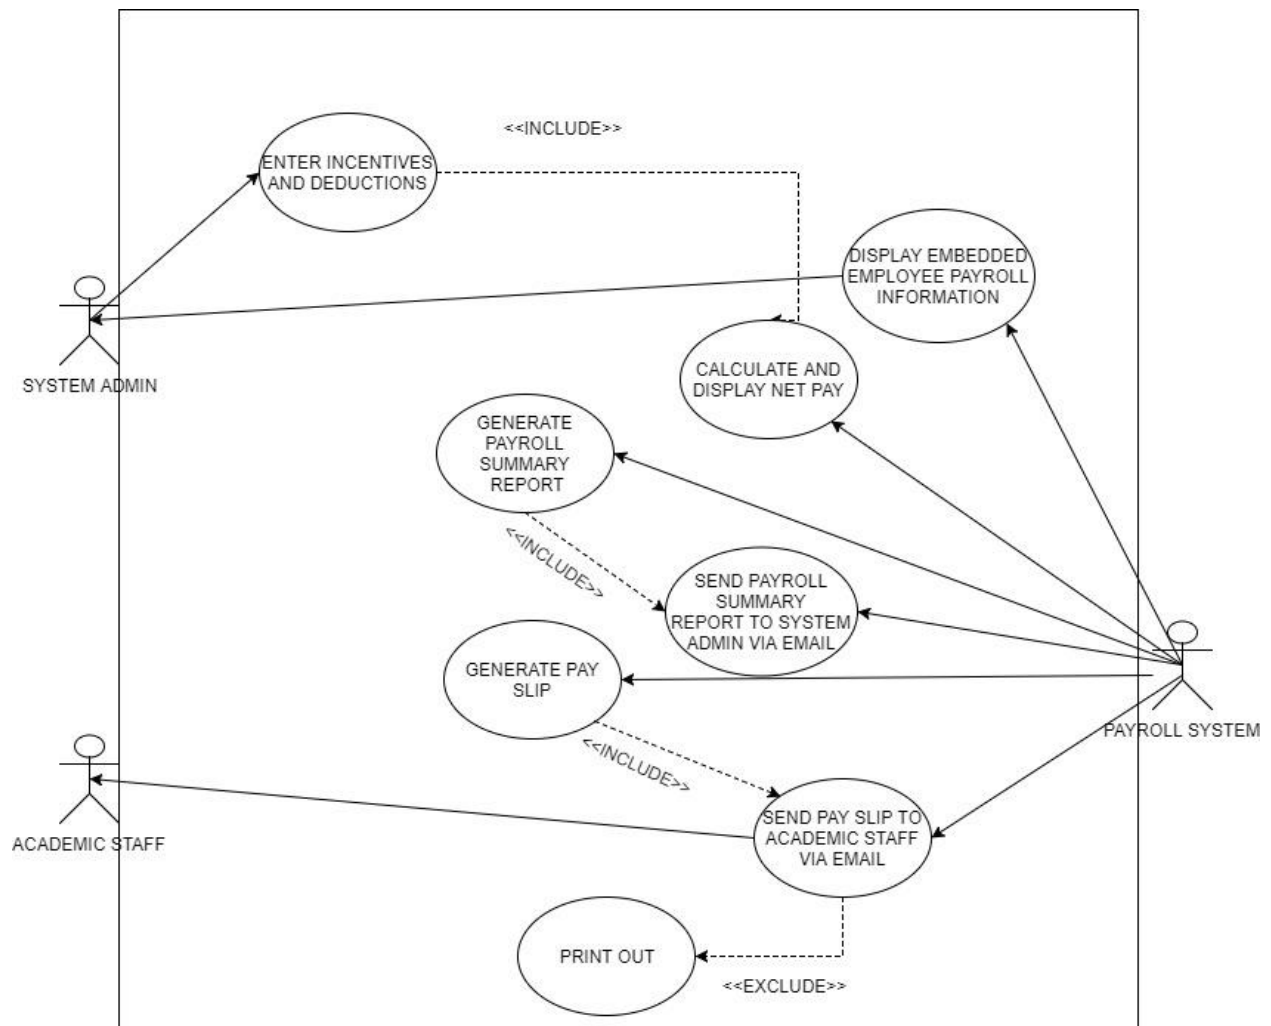 <<INCLUDE>>
ENTER INCENTIVES
AND DEDUCTIONS
DISPLAY EMBEDDED
EMPLOYEE PAYROLL
INFORMATION
SYSTEM ADMIN
CALCULATE AND
DISPLAY NET PAY
GENERATE
PAYROLL
SUMMARY
REPORT
<<INCLUDE>>
SEND PAYROLL
SUMMARY
REPORT TO SYSTEM
ADMIN VIA EMAIL
GENERATE PAY
SLIP
PAYROLL SYSTEM
<<INCLUDE>>
ACADEMIC STAFF
SEND PAY SLIP TO
ACADEMIC STAFF
VIA EMAIL
PRINT OUT
<<EXCLUDE>>